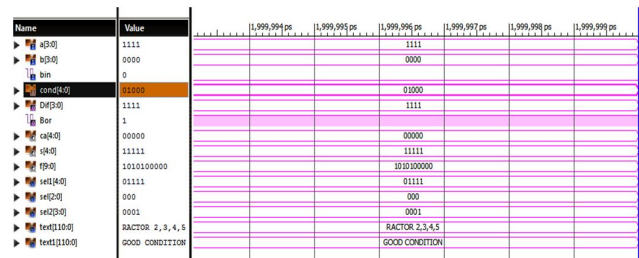 Name Value 1,999,994 ps 1,999,995 ps 1,999,996 ps 1,999,997 ps 1,999,998 ps 1,999,999 ps
a[3:0] 1111 1111
b[3:0] 0000 0000
bin 0
cond[4:0] 01000 01000
Dif[3:0] 1111 1111
Bor 1
ca[4:0] 00000 00000
s[4:0] 11111 11111
f[9:0] 1010100000 1010100000
sel1[4:0] 01111 01111
sel[2:0] 000 000
sel2[3:0] 0001 0001
text[110:0] RACTOR 2,3,4,5 RACTOR 2,3,4,5
text1[110:0] GOOD CONDITION GOOD CONDITION